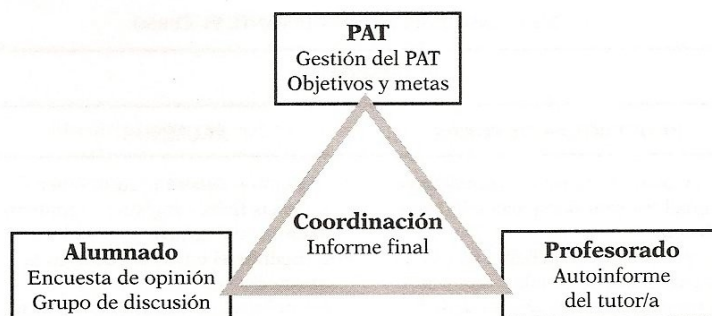 PAT
Gestión del PAT
Objetivos y metas
Coordinación
Informe final
Alumnado
Encuesta de opinión
Grupo de discusión
Profesorado
Autoinforme
del tutor/a